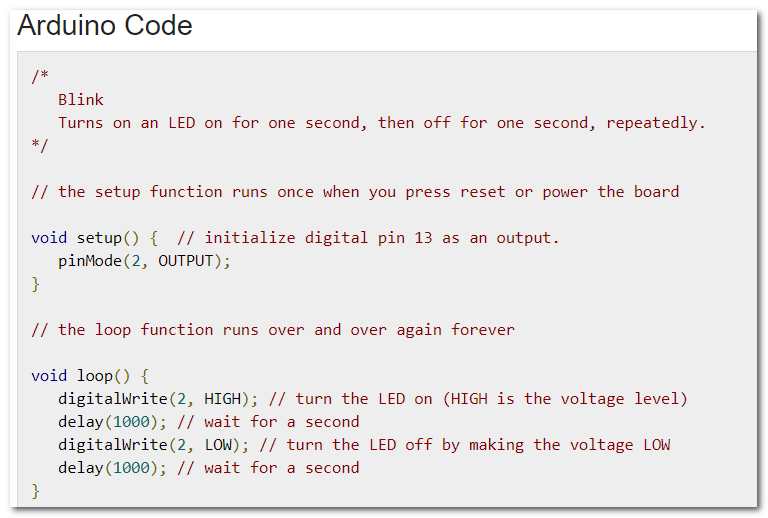 Arduino Code
/*
   Blink
   Turns on an LED on for one second, then off for one second, repeatedly.
*/
// the setup function runs once when you press reset or power the board
void setup() {  // initialize digital pin 13 as an output.
   pinMode(2, OUTPUT);
}
// the loop function runs over and over again forever
void loop() {
   digitalWrite(2, HIGH); // turn the LED on (HIGH is the voltage level)
   delay(1000); // wait for a second
   digitalWrite(2, LOW); // turn the LED off by making the voltage LOW
   delay(1000); // wait for a second
}